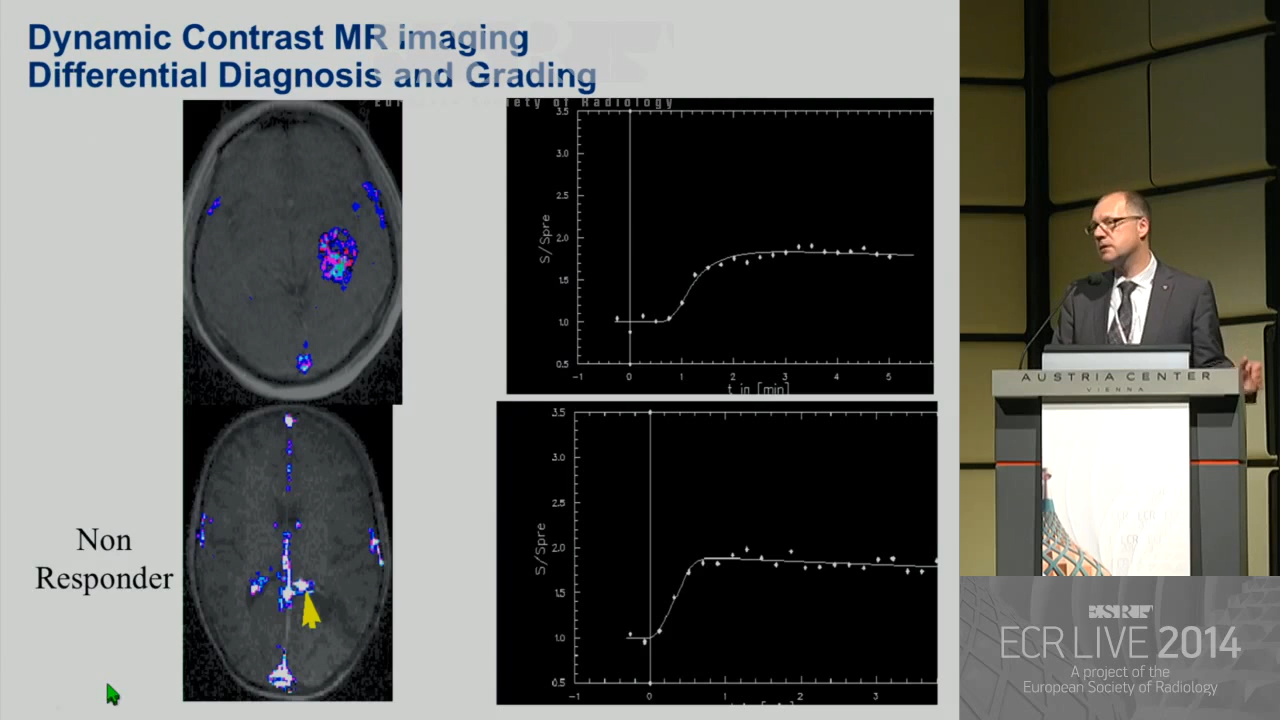 Dynamic Contrast MR imaging
Differential Diagnosis and Grading
ESR
European Society of Radiology
3.5
3.0
2.5
2.0
1.5
1.0
0.5
S/Spre
-1 0 1 2 3 4 5
t in [min]
Non
Responder
3.5
3.0
2.5
2.0
1.5
1.0
0.5
S/Spre
-1 0 1 2 3
AUSTRIA CENTER
VIENNA
ECR
ECR LIVE 2014
A project of the
European Society of Radiology